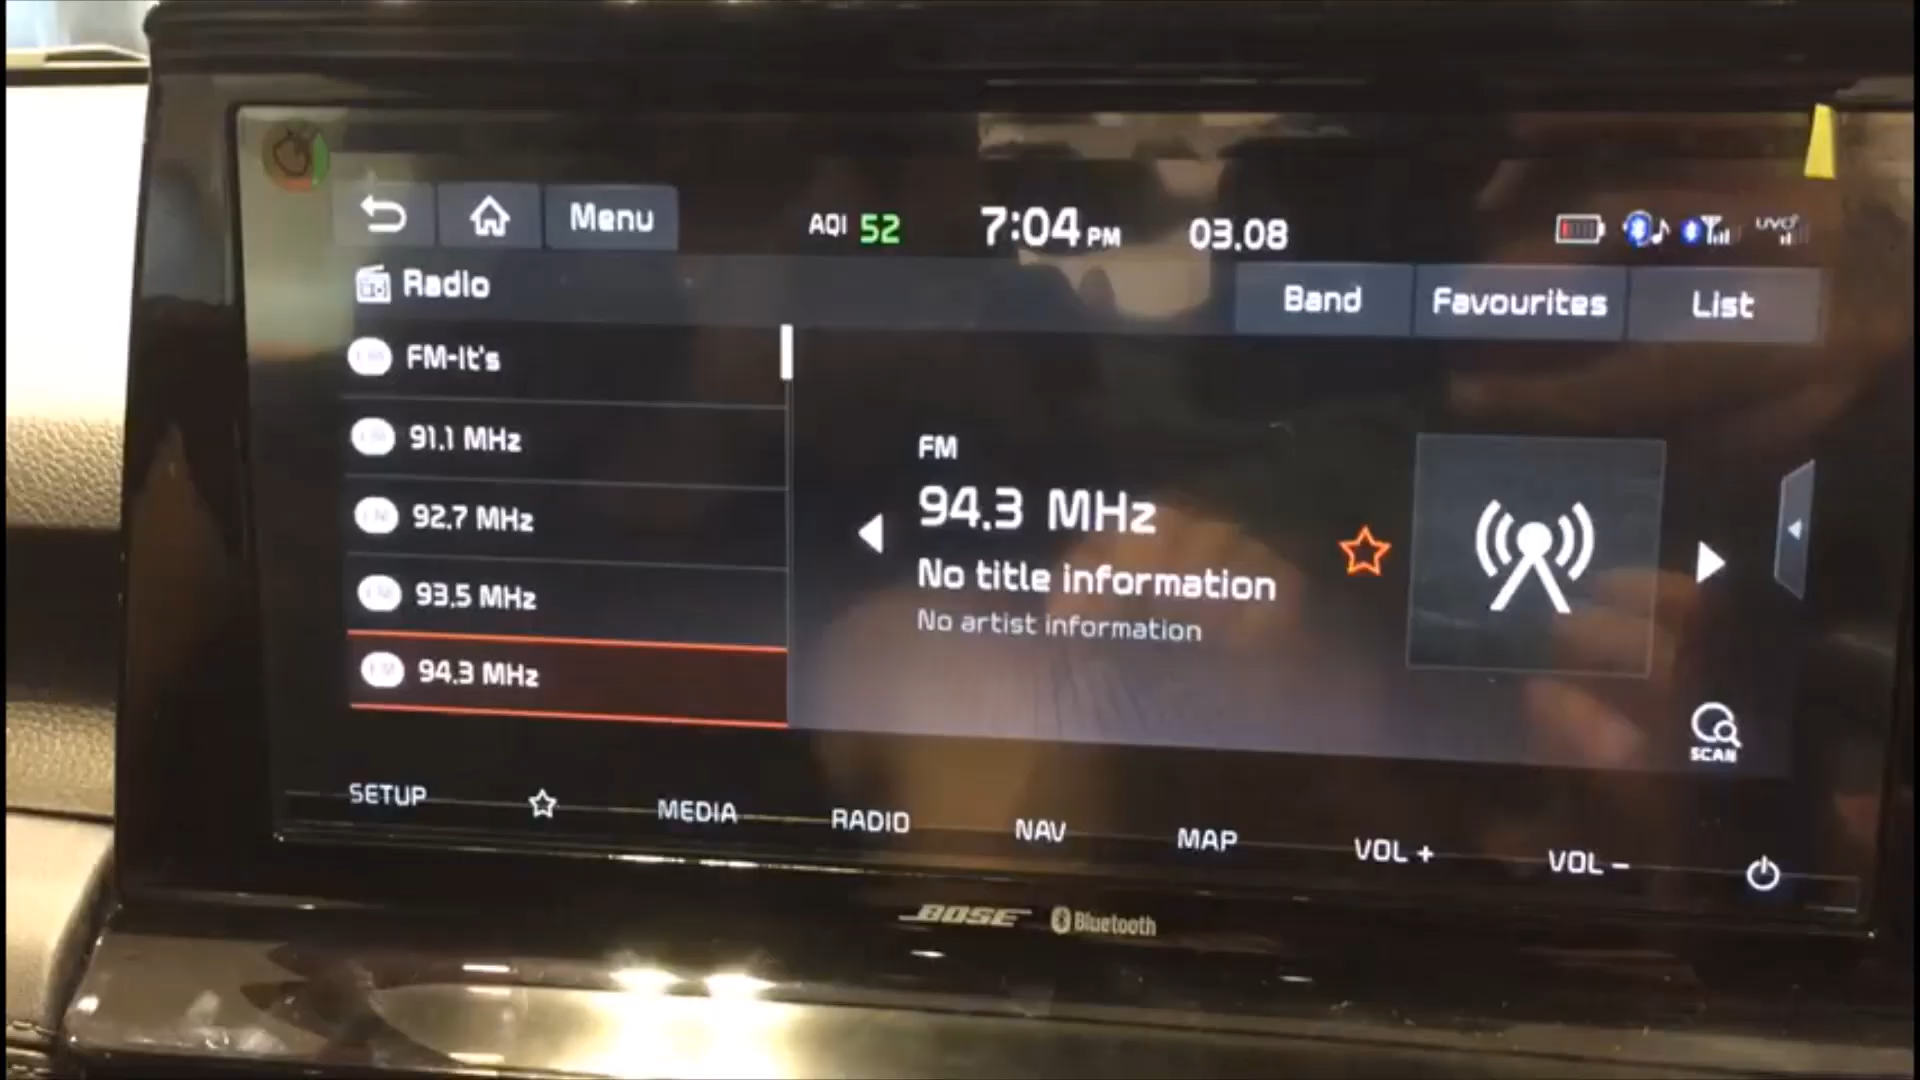 Menu
AQI 52
7:04 PM
03.08
UVO
Radio
Band
Favourites
List
FM-It's
91.1 MHz
92.7 MHz
93.5 MHz
FM 94.3 MHz
FM
94.3 MHz
No title information
No artist information
SCAN
SETUP
MEDIA
RADIO
NAV
MAP
VOL +
VOL -
BOSE
Bluetooth